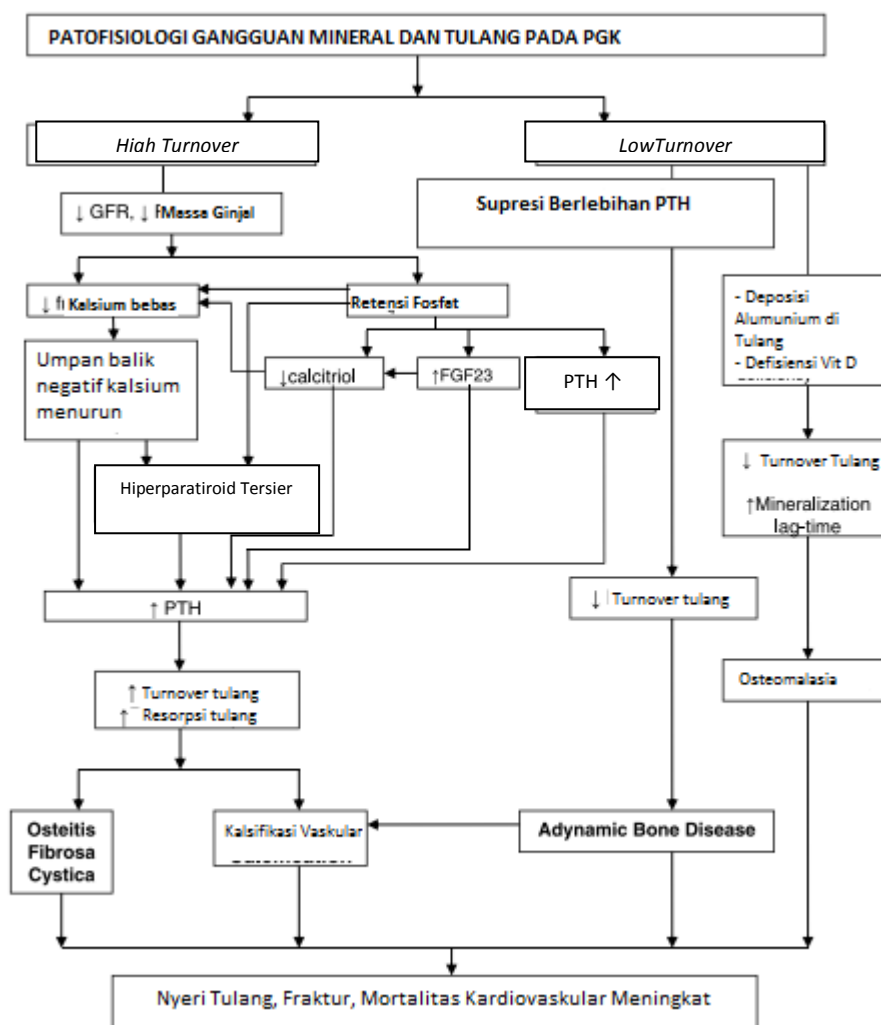 PATOFISIOLOGI GANGGUAN MINERAL DAN TULANG PADA PGK
Hiah Turnover
LowTurnover
↓ GFR, ↓ Massa Ginjal
Supresi Berlebihan PTH
↓ Kalsium bebas
Retensi Fosfat
- Deposisi
Alumunium di
Tulang
- Defisiensi Vit D
Umpan balik
negatif kalsium
menurun
↓calcitriol
↑FGF23
PTH ↑
↓ Turnover Tulang
↑Mineralization
lag-time
Hiperparatiroid Tersier
↑ PTH
↓ Turnover tulang
↑ Turnover tulang
↑ Resorpsi tulang
Osteomalasia
Osteitis
Fibrosa
Cystica
Kalsifikasi Vaskular
Adynamic Bone Disease
Nyeri Tulang, Fraktur, Mortalitas Kardiovaskular Meningkat